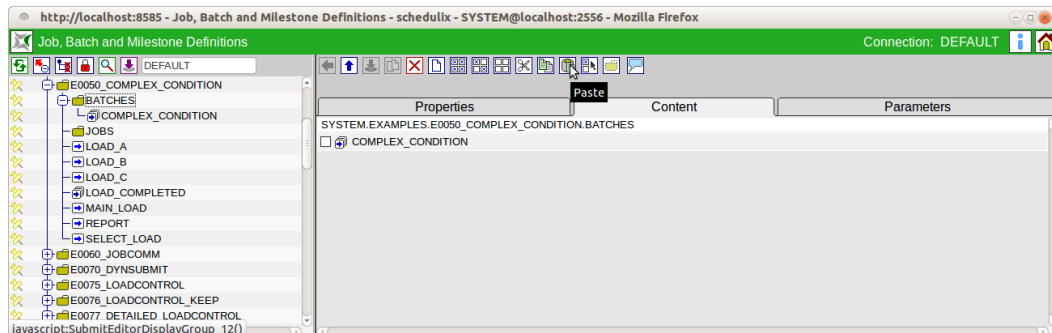 http://localhost:8585 - Job, Batch and Milestone Definitions - schedulix - SYSTEM@localhost:2556 - Mozilla Firefox
Job, Batch and Milestone Definitions
Connection: DEFAULT
DEFAULT
Paste
E0050_COMPLEX_CONDITION
BATCHES
COMPLEX_CONDITION
JOBS
LOAD_A
LOAD_B
LOAD_C
LOAD_COMPLETED
MAIN_LOAD
REPORT
SELECT_LOAD
E0060_JOBCOMM
E0070_DYNSUBMIT
E0075_LOADCONTROL
E0076_LOADCONTROL_KEEP
E0077_DETAILED_LOADCONTROL
javascript:SubmitEditorDisplayGroup_12()
Properties
Content
Parameters
SYSTEM.EXAMPLES.E0050_COMPLEX_CONDITION.BATCHES
COMPLEX_CONDITION